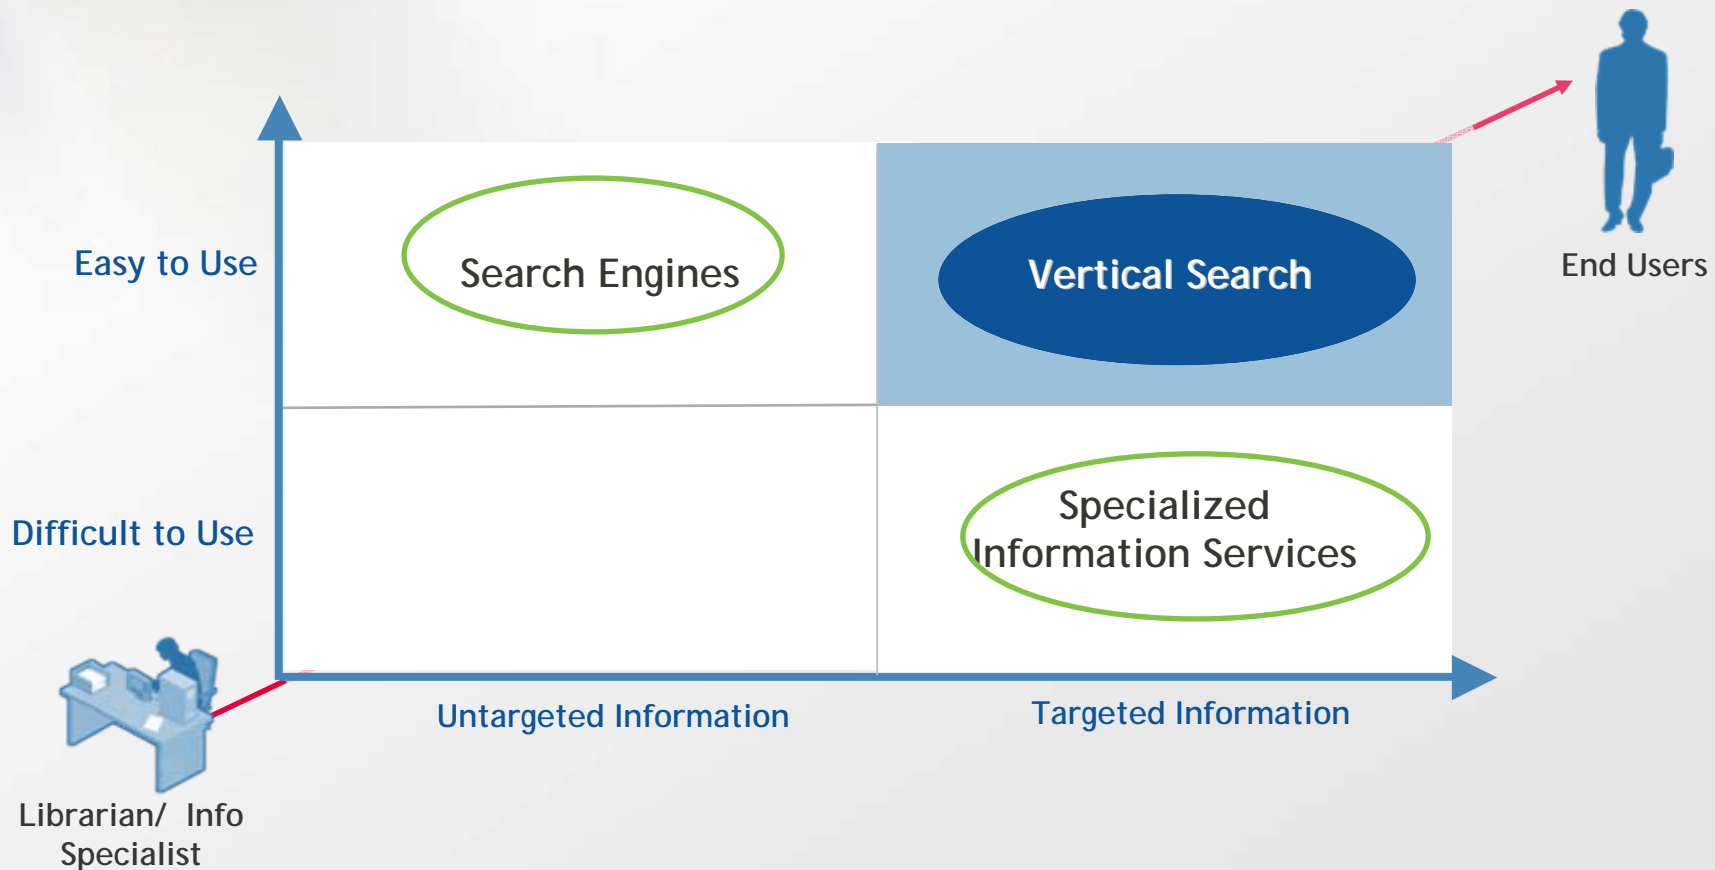 Easy to Use
Search Engines
Vertical Search
End Users
Difficult to Use
Specialized
Information Services
Untargeted Information
Targeted Information
Librarian/ Info
Specialist